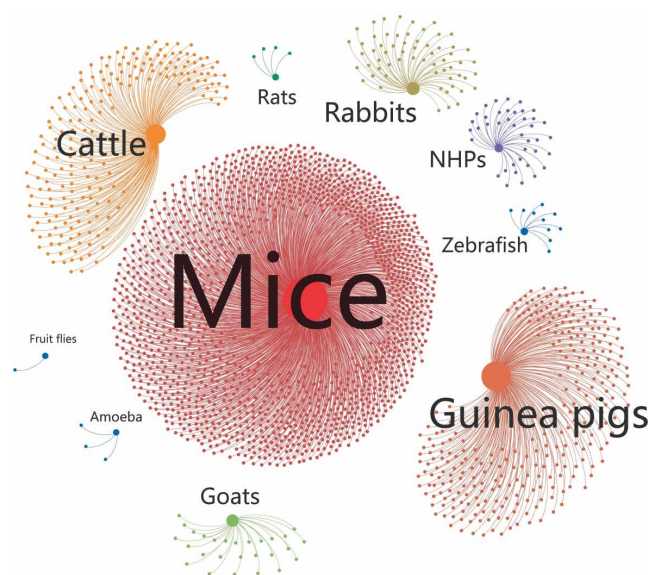 Rats
Rabbits
Cattle
NHPs
Zebrafish
Mice
Fruit flies
Amoeba
Guinea pigs
Goats